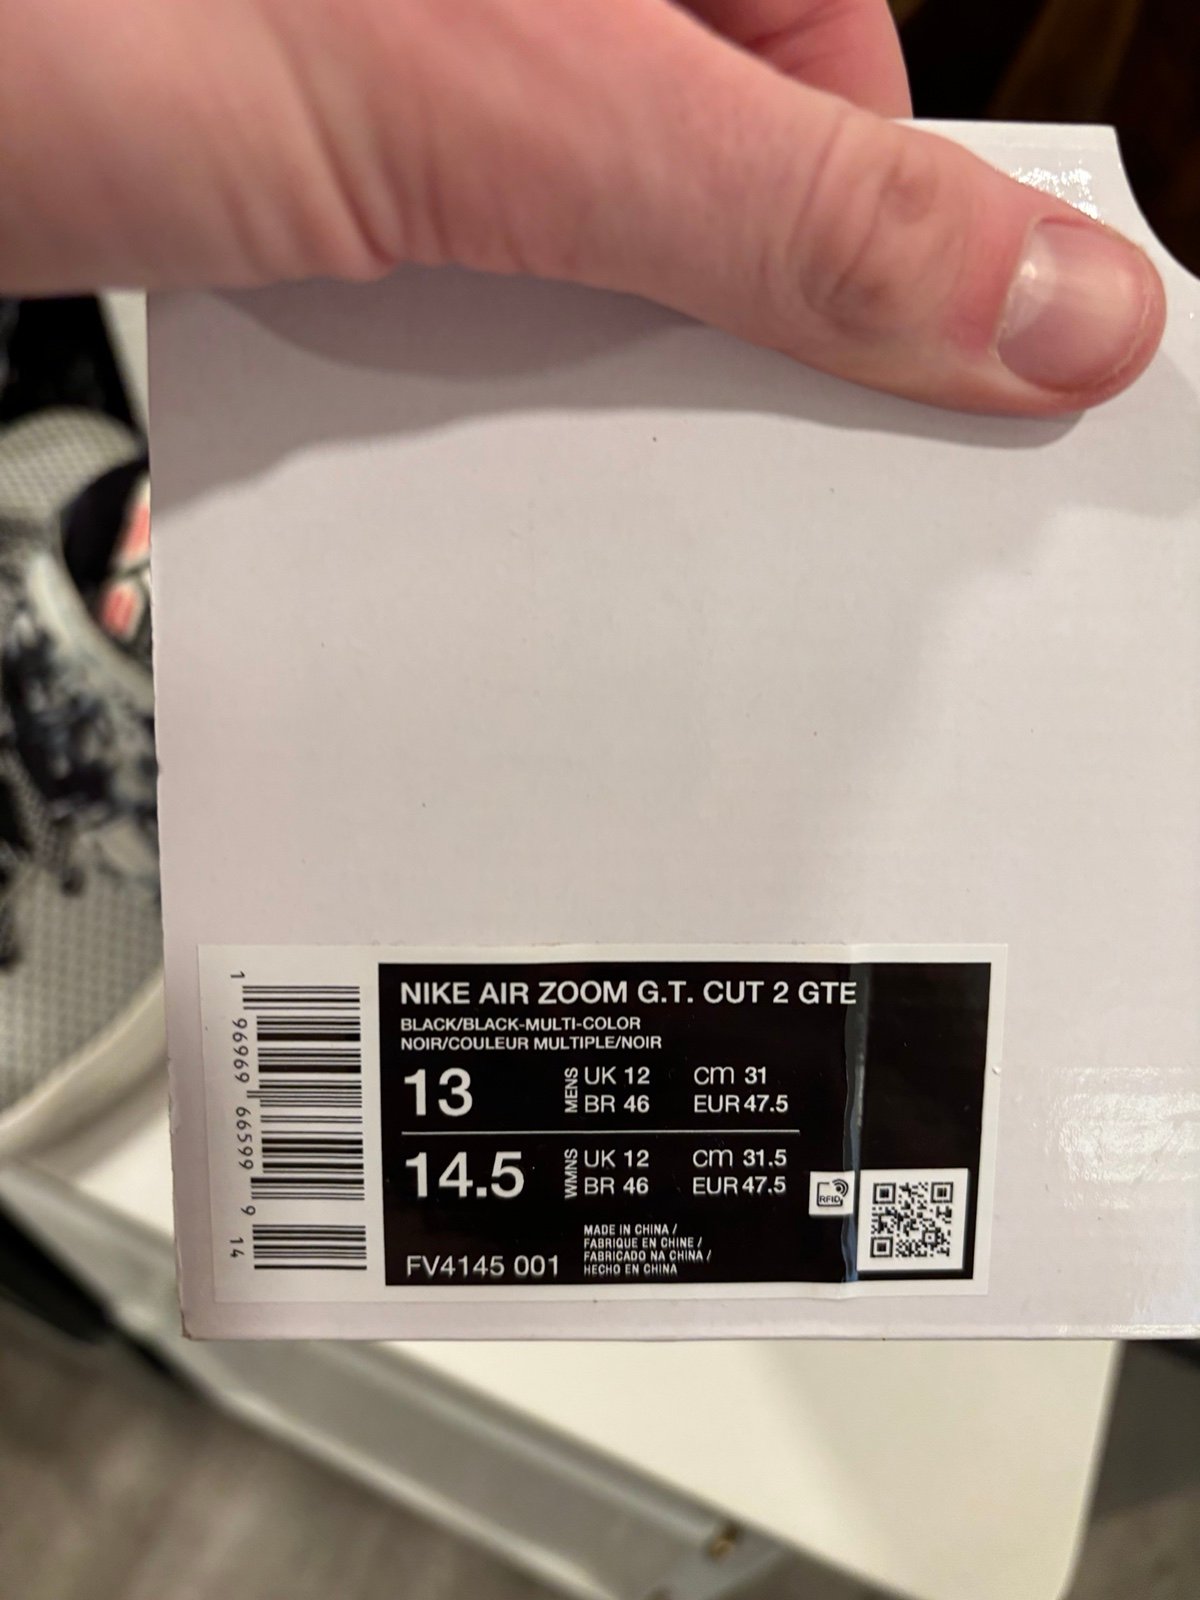 1 96969 66599 9 14
NIKE AIR ZOOM G.T. CUT 2 GTE
BLACK/BLACK-MULTI-COLOR
NOIR/COULEUR MULTIPLE/NOIR
13 MENS UK 12 cm 31
BR 46 EUR 47.5
14.5 WMNS UK 12 cm 31.5
BR 46 EUR 47.5
RFID
MADE IN CHINA /
FABRIQUE EN CHINE /
FABRICADO NA CHINA /
HECHO EN CHINA
FV4145 001